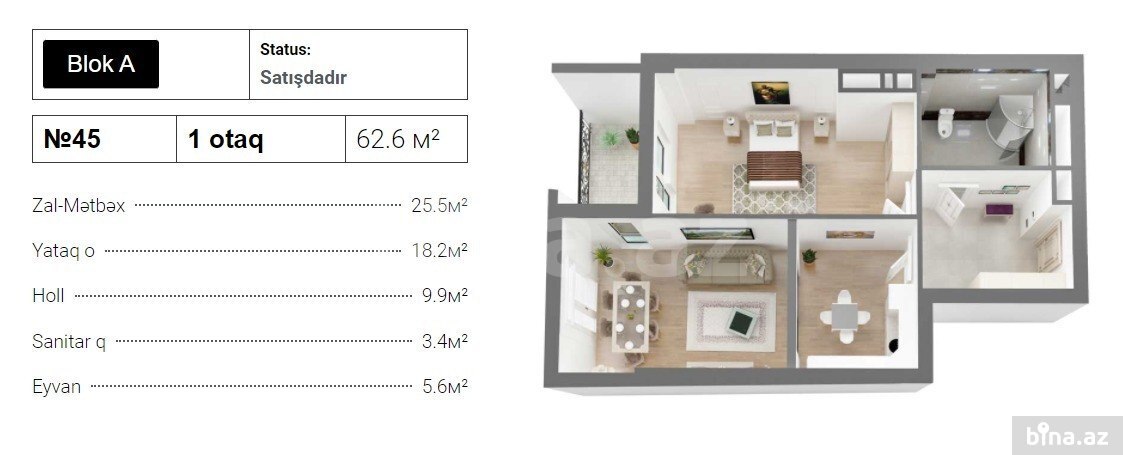 Blok A
Status:
Satışdadır
№45 1 otaq 62.6 м²
Zal-Mətbəx 25.5м²
Yataq o 18.2м²
Holl 9.9м²
Sanitar q 3.4м²
Eyvan 5.6м²
bina.az